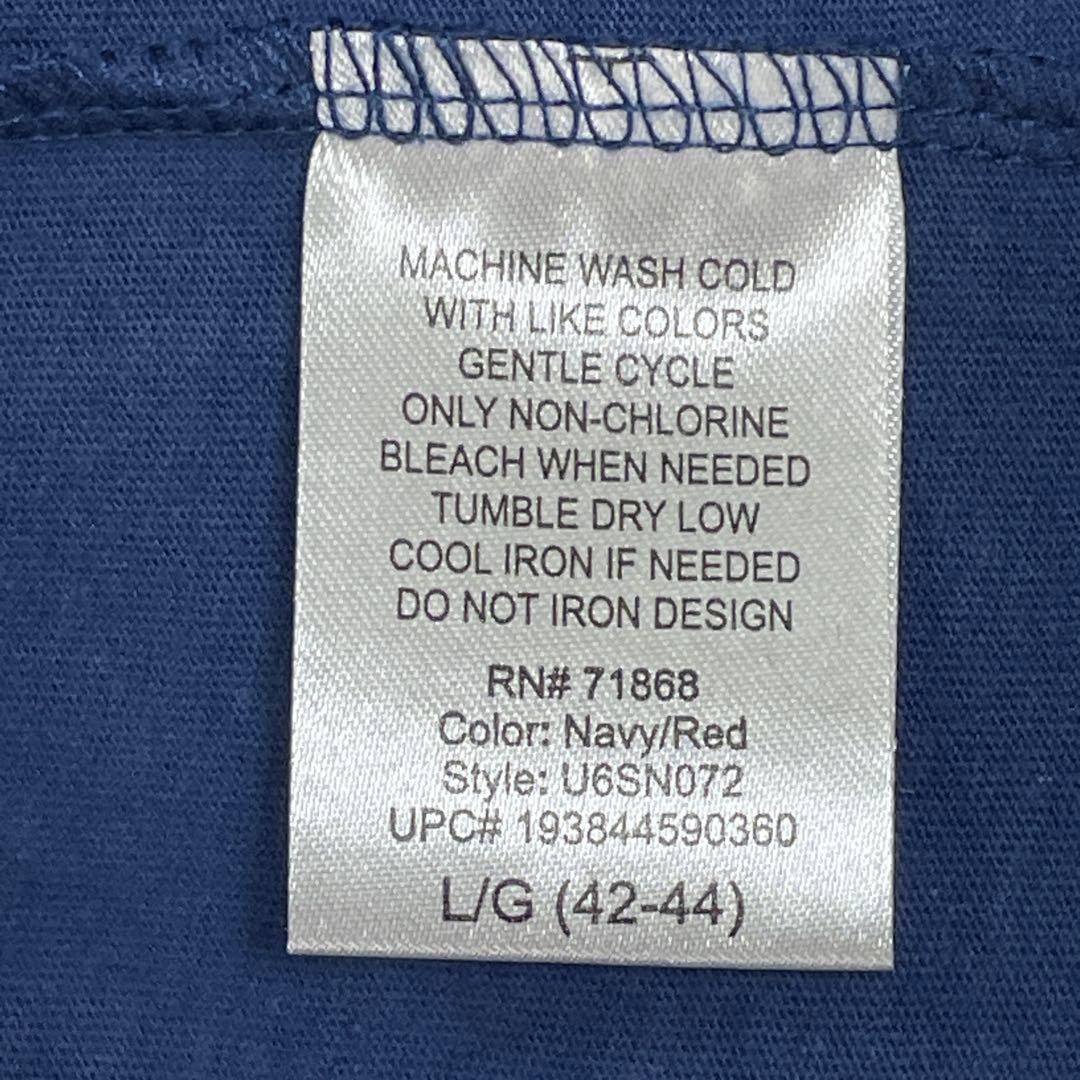 MACHINE WASH COLD
WITH LIKE COLORS
GENTLE CYCLE
ONLY NON-CHLORINE
BLEACH WHEN NEEDED
TUMBLE DRY LOW
COOL IRON IF NEEDED
DO NOT IRON DESIGN
RN# 71868
Color: Navy/Red
Style: U6SN072
UPC# 193844590360
L/G (42-44)